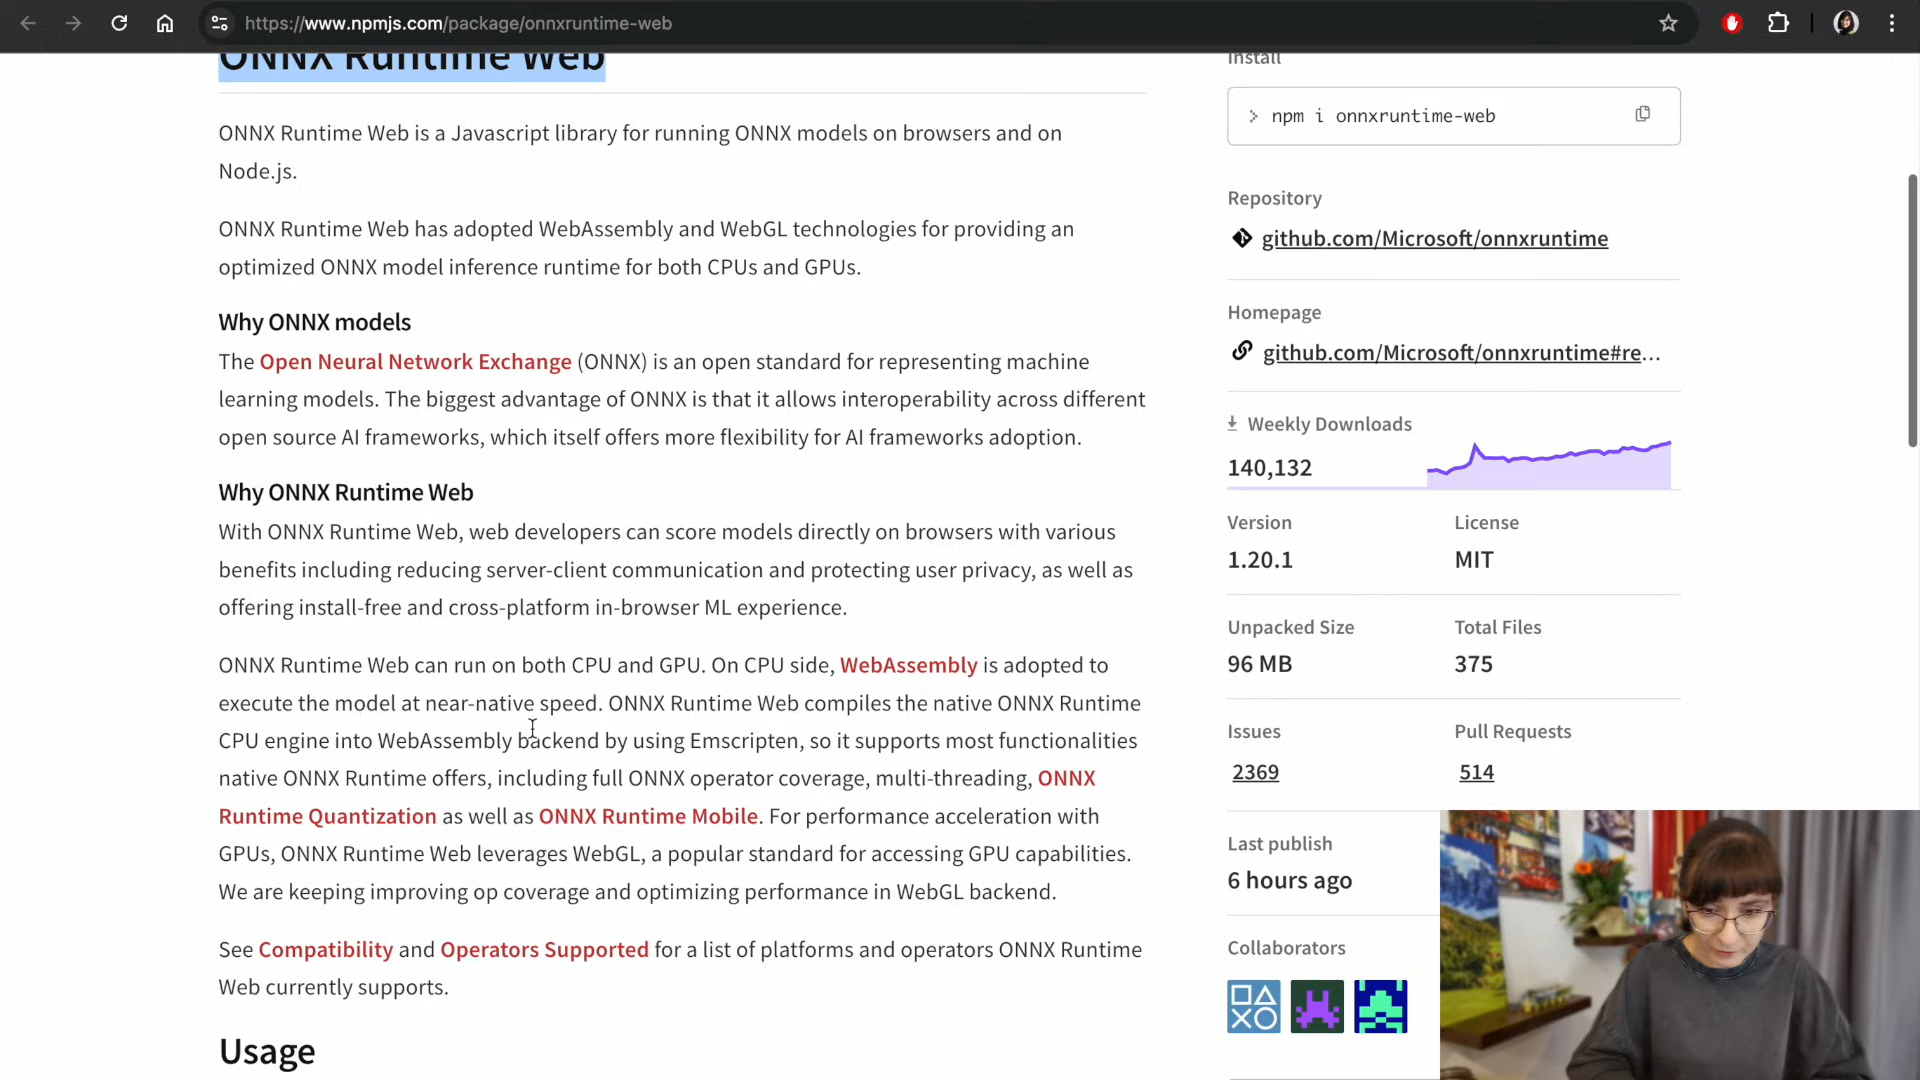 https://www.npmjs.com/package/onnxruntime-web
ONNX Runtime Web
ONNX Runtime Web is a Javascript library for running ONNX models on browsers and on
Node.js.
ONNX Runtime Web has adopted WebAssembly and WebGL technologies for providing an
optimized ONNX model inference runtime for both CPUs and GPUs.
Why ONNX models
The Open Neural Network Exchange (ONNX) is an open standard for representing machine
learning models. The biggest advantage of ONNX is that it allows interoperability across different
open source AI frameworks, which itself offers more flexibility for AI frameworks adoption.
Why ONNX Runtime Web
With ONNX Runtime Web, web developers can score models directly on browsers with various
benefits including reducing server-client communication and protecting user privacy, as well as
offering install-free and cross-platform in-browser ML experience.
ONNX Runtime Web can run on both CPU and GPU. On CPU side, WebAssembly is adopted to
execute the model at near-native speed. ONNX Runtime Web compiles the native ONNX Runtime
CPU engine into WebAssembly backend by using Emscripten, so it supports most functionalities
native ONNX Runtime offers, including full ONNX operator coverage, multi-threading, ONNX
Runtime Quantization as well as ONNX Runtime Mobile. For performance acceleration with
GPUs, ONNX Runtime Web leverages WebGL, a popular standard for accessing GPU capabilities.
We are keeping improving op coverage and optimizing performance in WebGL backend.
See Compatibility and Operators Supported for a list of platforms and operators ONNX Runtime
Web currently supports.
Usage
Install
> npm i onnxruntime-web
Repository
github.com/Microsoft/onnxruntime
Homepage
github.com/Microsoft/onnxruntime#re...
Weekly Downloads
140,132
Version
License
1.20.1
MIT
Unpacked Size
Total Files
96 MB
375
Issues
Pull Requests
2369
514
Last publish
6 hours ago
Collaborators